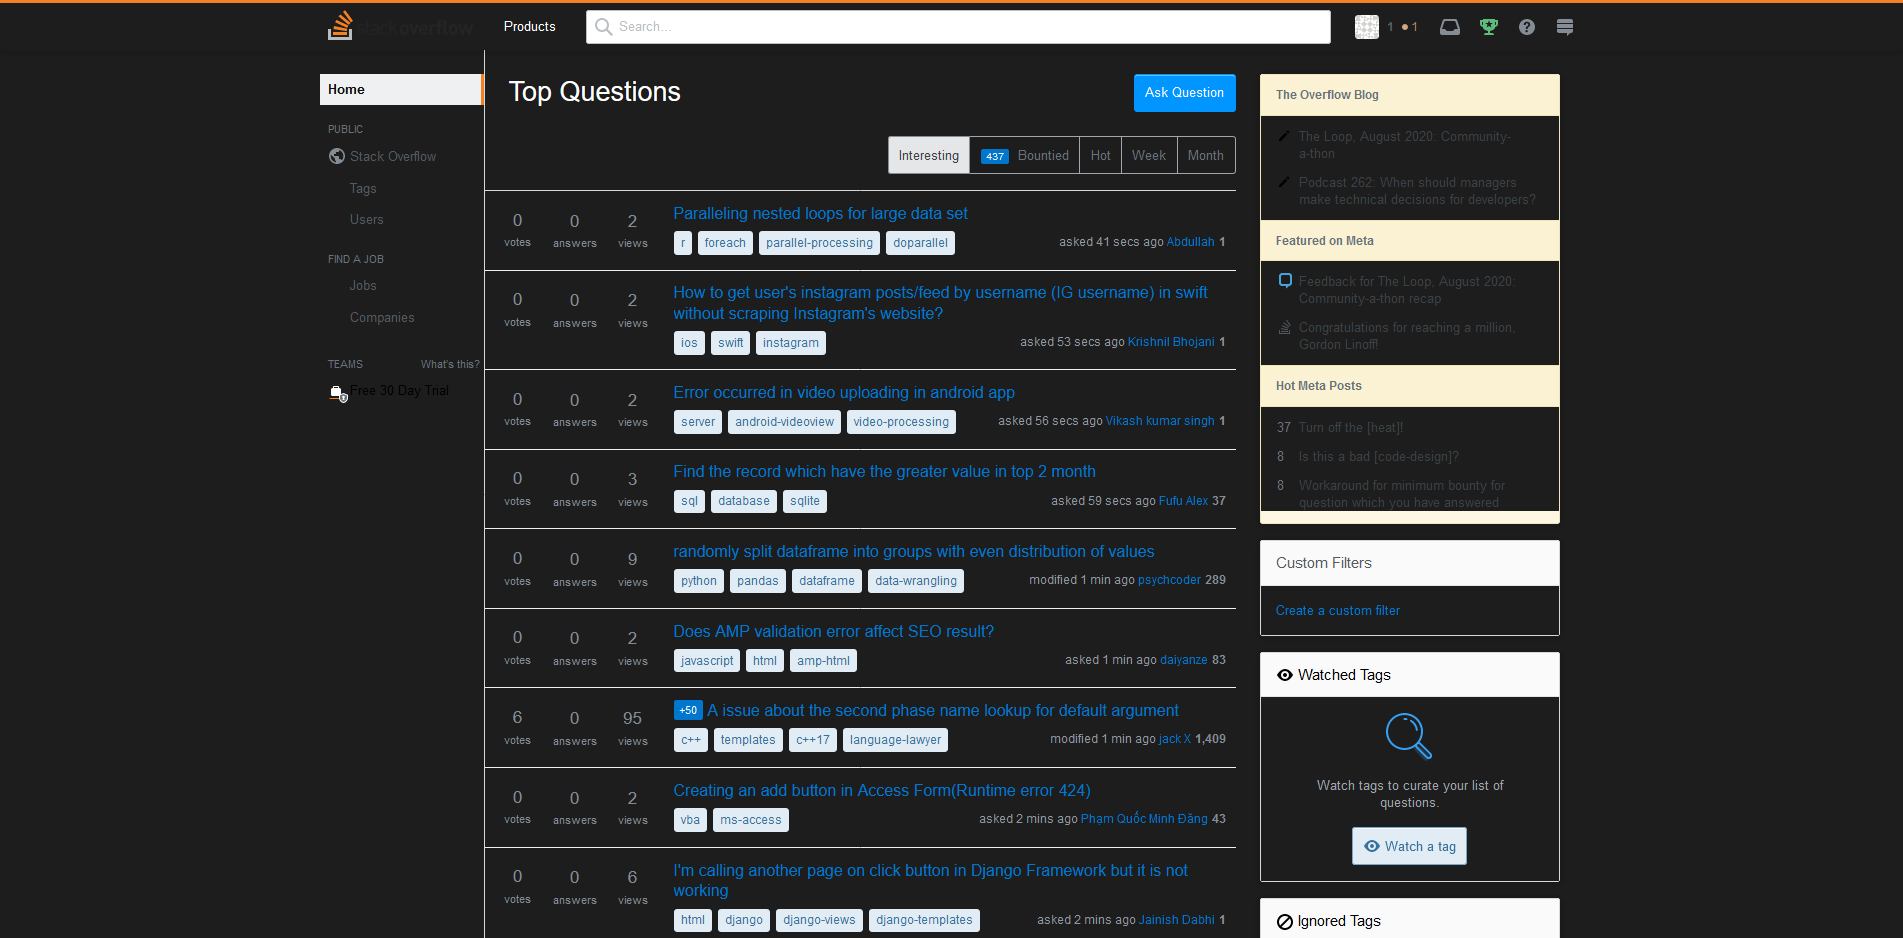 stackoverflow
Products
Search...
1 ● 1
Home
PUBLIC
Stack Overflow
Tags
Users
FIND A JOB
Jobs
Companies
TEAMS What's this?
Free 30 Day Trial
Top Questions
Ask Question
Interesting 437 Bountied Hot Week Month
0 votes 0 answers 2 views
Paralleling nested loops for large data set
r foreach parallel-processing doparallel
asked 41 secs ago Abdullah 1
0 votes 0 answers 2 views
How to get user's instagram posts/feed by username (IG username) in swift
without scraping Instagram's website?
ios swift instagram
asked 53 secs ago Krishnil Bhojani 1
0 votes 0 answers 2 views
Error occurred in video uploading in android app
server android-videoview video-processing
asked 56 secs ago Vikash kumar singh 1
0 votes 0 answers 3 views
Find the record which have the greater value in top 2 month
sql database sqlite
asked 59 secs ago Fufu Alex 37
0 votes 0 answers 9 views
randomly split dataframe into groups with even distribution of values
python pandas dataframe data-wrangling
modified 1 min ago psychcoder 289
0 votes 0 answers 2 views
Does AMP validation error affect SEO result?
javascript html amp-html
asked 1 min ago daiyanze 83
6 votes 0 answers 95 views
+50 A issue about the second phase name lookup for default argument
c++ templates c++17 language-lawyer
modified 1 min ago jack X 1,409
0 votes 0 answers 2 views
Creating an add button in Access Form(Runtime error 424)
vba ms-access
asked 2 mins ago Phạm Quốc Minh Đăng 43
0 votes 0 answers 6 views
I'm calling another page on click button in Django Framework but it is not
working
html django django-views django-templates
asked 2 mins ago Jainish Dabhi 1
The Overflow Blog
The Loop, August 2020: Community-
a-thon
Podcast 262: When should managers
make technical decisions for developers?
Featured on Meta
Feedback for The Loop, August 2020:
Community-a-thon recap
Congratulations for reaching a million,
Gordon Linoff!
Hot Meta Posts
37 Turn off the [heat]!
8 Is this a bad [code-design]?
8 Workaround for minimum bounty for
question which you have answered
Custom Filters
Create a custom filter
Watched Tags
Watch tags to curate your list of
questions.
Watch a tag
Ignored Tags